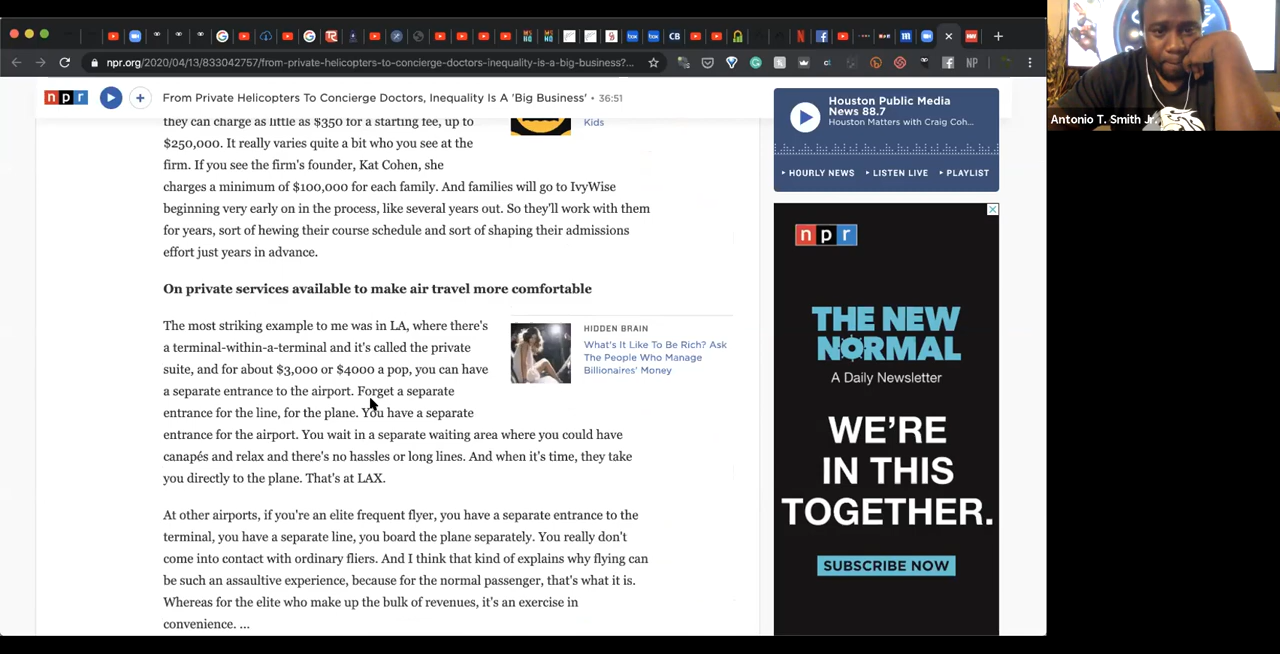 npr.org/2020/04/13/833042757/from-private-helicopters-to-concierge-doctors-inequality-is-a-big-business?...
npr
From Private Helicopters To Concierge Doctors, Inequality Is A 'Big Business' • 36:51
they can charge as little as $350 for a starting fee, up to
$250,000. It really varies quite a bit who you see at the
firm. If you see the firm's founder, Kat Cohen, she
charges a minimum of $100,000 for each family. And families will go to IvyWise
beginning very early on in the process, like several years out. So they'll work with them
for years, sort of hewing their course schedule and sort of shaping their admissions
effort just years in advance.
Kids
On private services available to make air travel more comfortable
The most striking example to me was in LA, where there's
a terminal-within-a-terminal and it's called the private
suite, and for about $3,000 or $4000 a pop, you can have
a separate entrance to the airport. Forget a separate
entrance for the line, for the plane. You have a separate
entrance for the airport. You wait in a separate waiting area where you could have
canapés and relax and there's no hassles or long lines. And when it's time, they take
you directly to the plane. That's at LAX.
HIDDEN BRAIN
What's It Like To Be Rich? Ask
The People Who Manage
Billionaires' Money
At other airports, if you're an elite frequent flyer, you have a separate entrance to the
terminal, you have a separate line, you board the plane separately. You really don't
come into contact with ordinary fliers. And I think that kind of explains why flying can
be such an assaultive experience, because for the normal passenger, that's what it is.
Whereas for the elite who make up the bulk of revenues, it's an exercise in
convenience. ...
Houston Public Media
News 88.7
Houston Matters with Craig Coh...
HOURLY NEWS
LISTEN LIVE
PLAYLIST
npr
THE NEW
NORMAL
A Daily Newsletter
WE'RE
IN THIS
TOGETHER.
SUBSCRIBE NOW
Antonio T. Smith Jr.